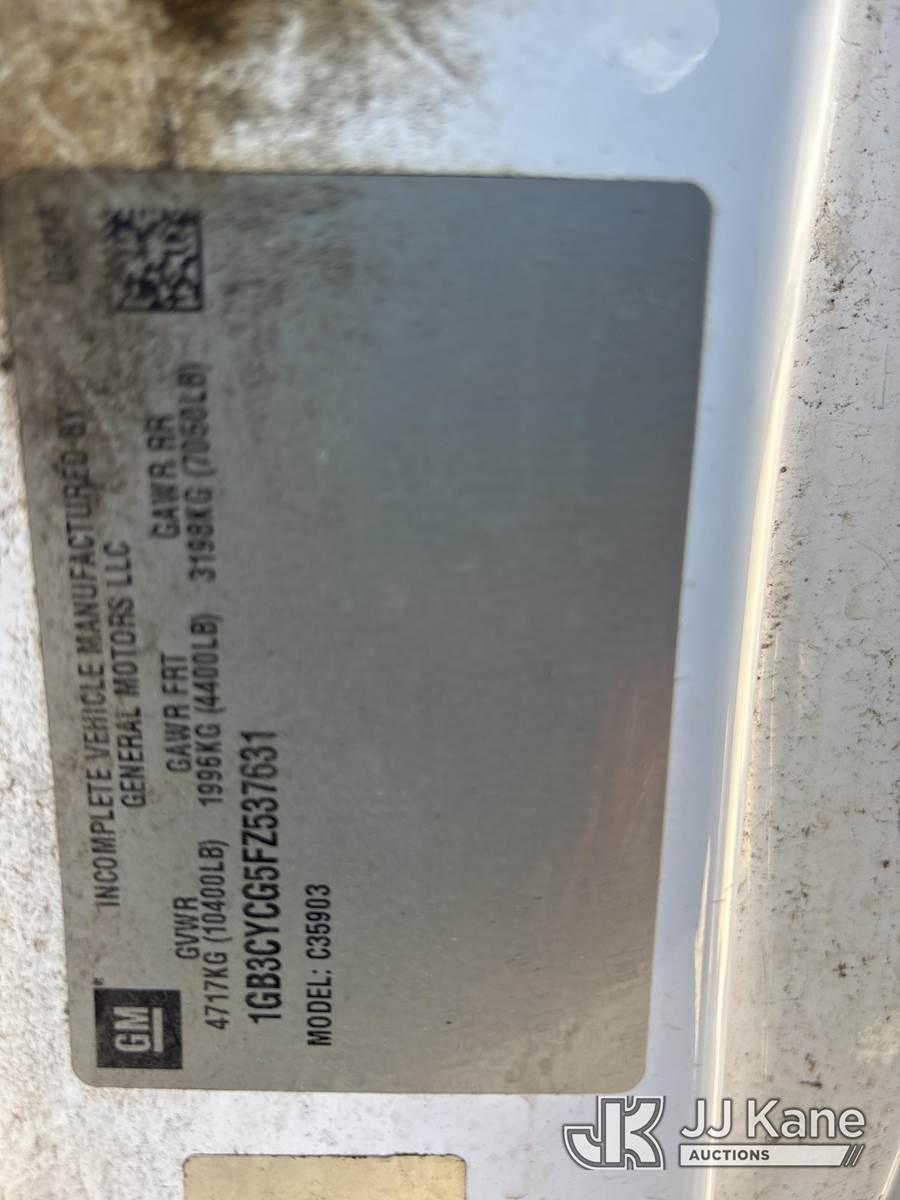 GM®
INCOMPLETE VEHICLE MANUFACTURED BY
GENERAL MOTORS LLC
GVWR GAWR FRT GAWR RR
4717KG (10400LB) 1996KG (4400LB) 3198KG (7050LB)
1GB3CYCG5FZ537631
MODEL: C35903
JK JJ Kane
AUCTIONS